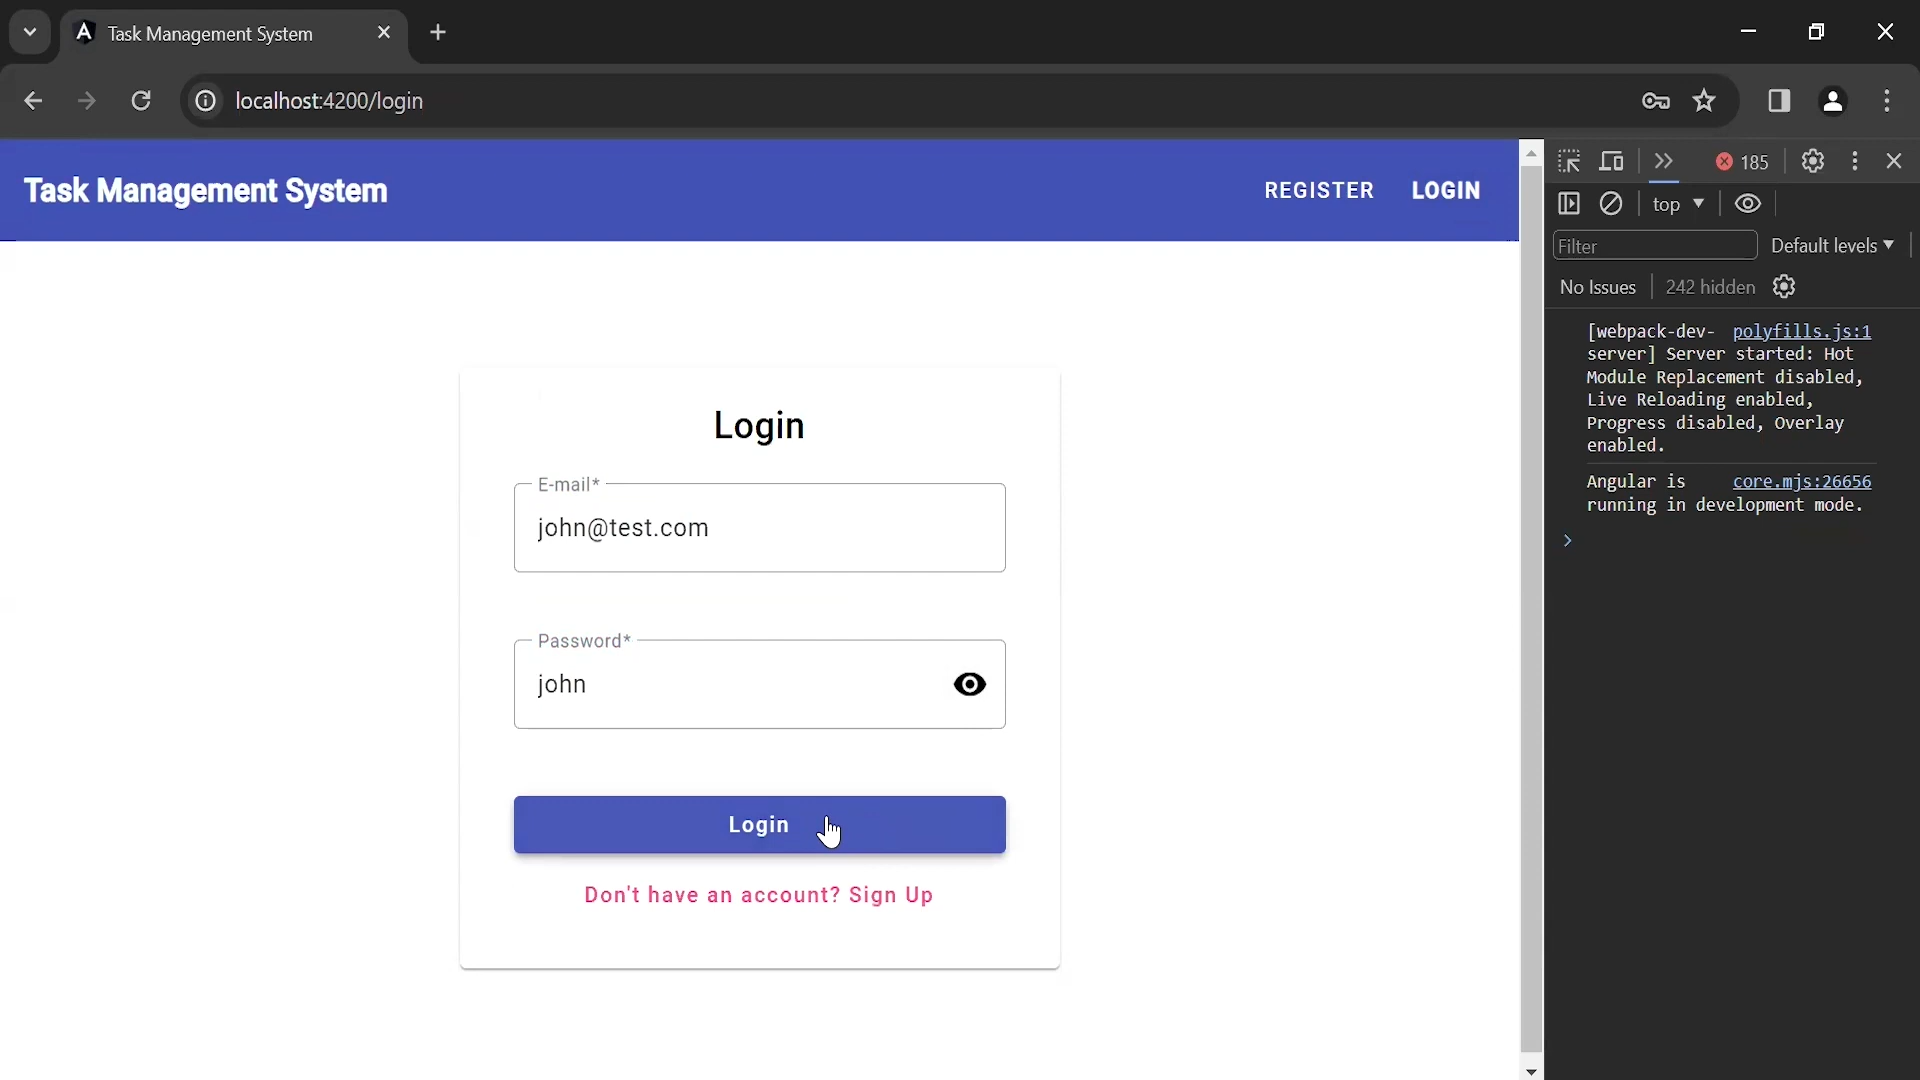 Task Management System
localhost:4200/login
Task Management System
REGISTER
LOGIN
185
top
Filter
Default levels
No Issues
242 hidden
[webpack-dev- polyfills.js:1
server] Server started: Hot
Module Replacement disabled,
Live Reloading enabled,
Progress disabled, Overlay
enabled.
Angular is core.mjs:26656
running in development mode.
Login
E-mail*
john@test.com
Password*
john
Login
Don't have an account? Sign Up